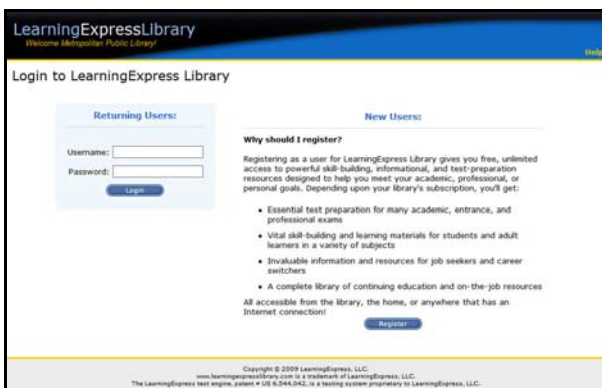 LearningExpressLibrary
Welcome Metropolitan Public Library!
Help
Login to LearningExpress Library
Returning Users:
Username:
Password:
Login
New Users:
Why should I register?
Registering as a user for LearningExpress Library gives you free, unlimited
access to powerful skill-building, informational, and test-preparation
resources designed to help you meet your academic, professional, or
personal goals. Depending upon your library's subscription, you'll get:
• Essential test preparation for many academic, entrance, and
professional exams
• Vital skill-building and learning materials for students and adult
learners in a variety of subjects
• Invaluable information and resources for job seekers and career
switchers
• A complete library of continuing education and on-the-job resources
All accessible from the library, the home, or anywhere that has an
Internet connection!
Register
Copyright © 2009 LearningExpress, LLC.
www.learningexpresslibrary.com is a trademark of LearningExpress, LLC.
The LearningExpress test engine, patent # US 6,544,042, is a testing system proprietary to LearningExpress, LLC.